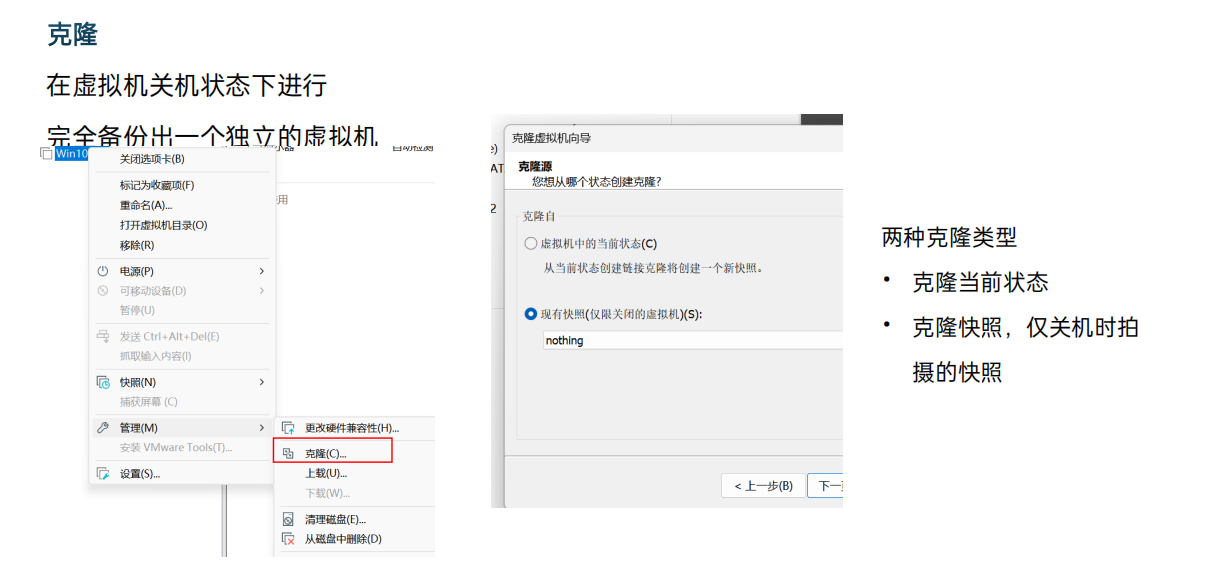 克隆
在虚拟机关机状态下进行
完全备份出一个独立的虚拟机
Win10
关闭选项卡(B)
标记为收藏项(F)
重命名(A)...
打开虚拟机目录(O)
移除(R)
电源(P)
可移动设备(D)
暂停(U)
发送 Ctrl+Alt+Del(E)
抓取输入内容(I)
快照(N)
捕获屏幕 (C)
管理(M)
安装 VMware Tools(T)...
设置(S)...
示器
自动检测
用
更改硬件兼容性(H)...
克隆(C)...
上载(U)...
下载(W)...
清理磁盘(E)...
从磁盘中删除(D)
e)
AT
2
克隆虚拟机向导
克隆源
您想从哪个状态创建克隆?
克隆自
虚拟机中的当前状态(C)
从当前状态创建链接克隆将创建一个新快照。
现有快照(仅限关闭的虚拟机)(S):
nothing
< 上一步(B)
下一
两种克隆类型
• 克隆当前状态
• 克隆快照，仅关机时拍
摄的快照